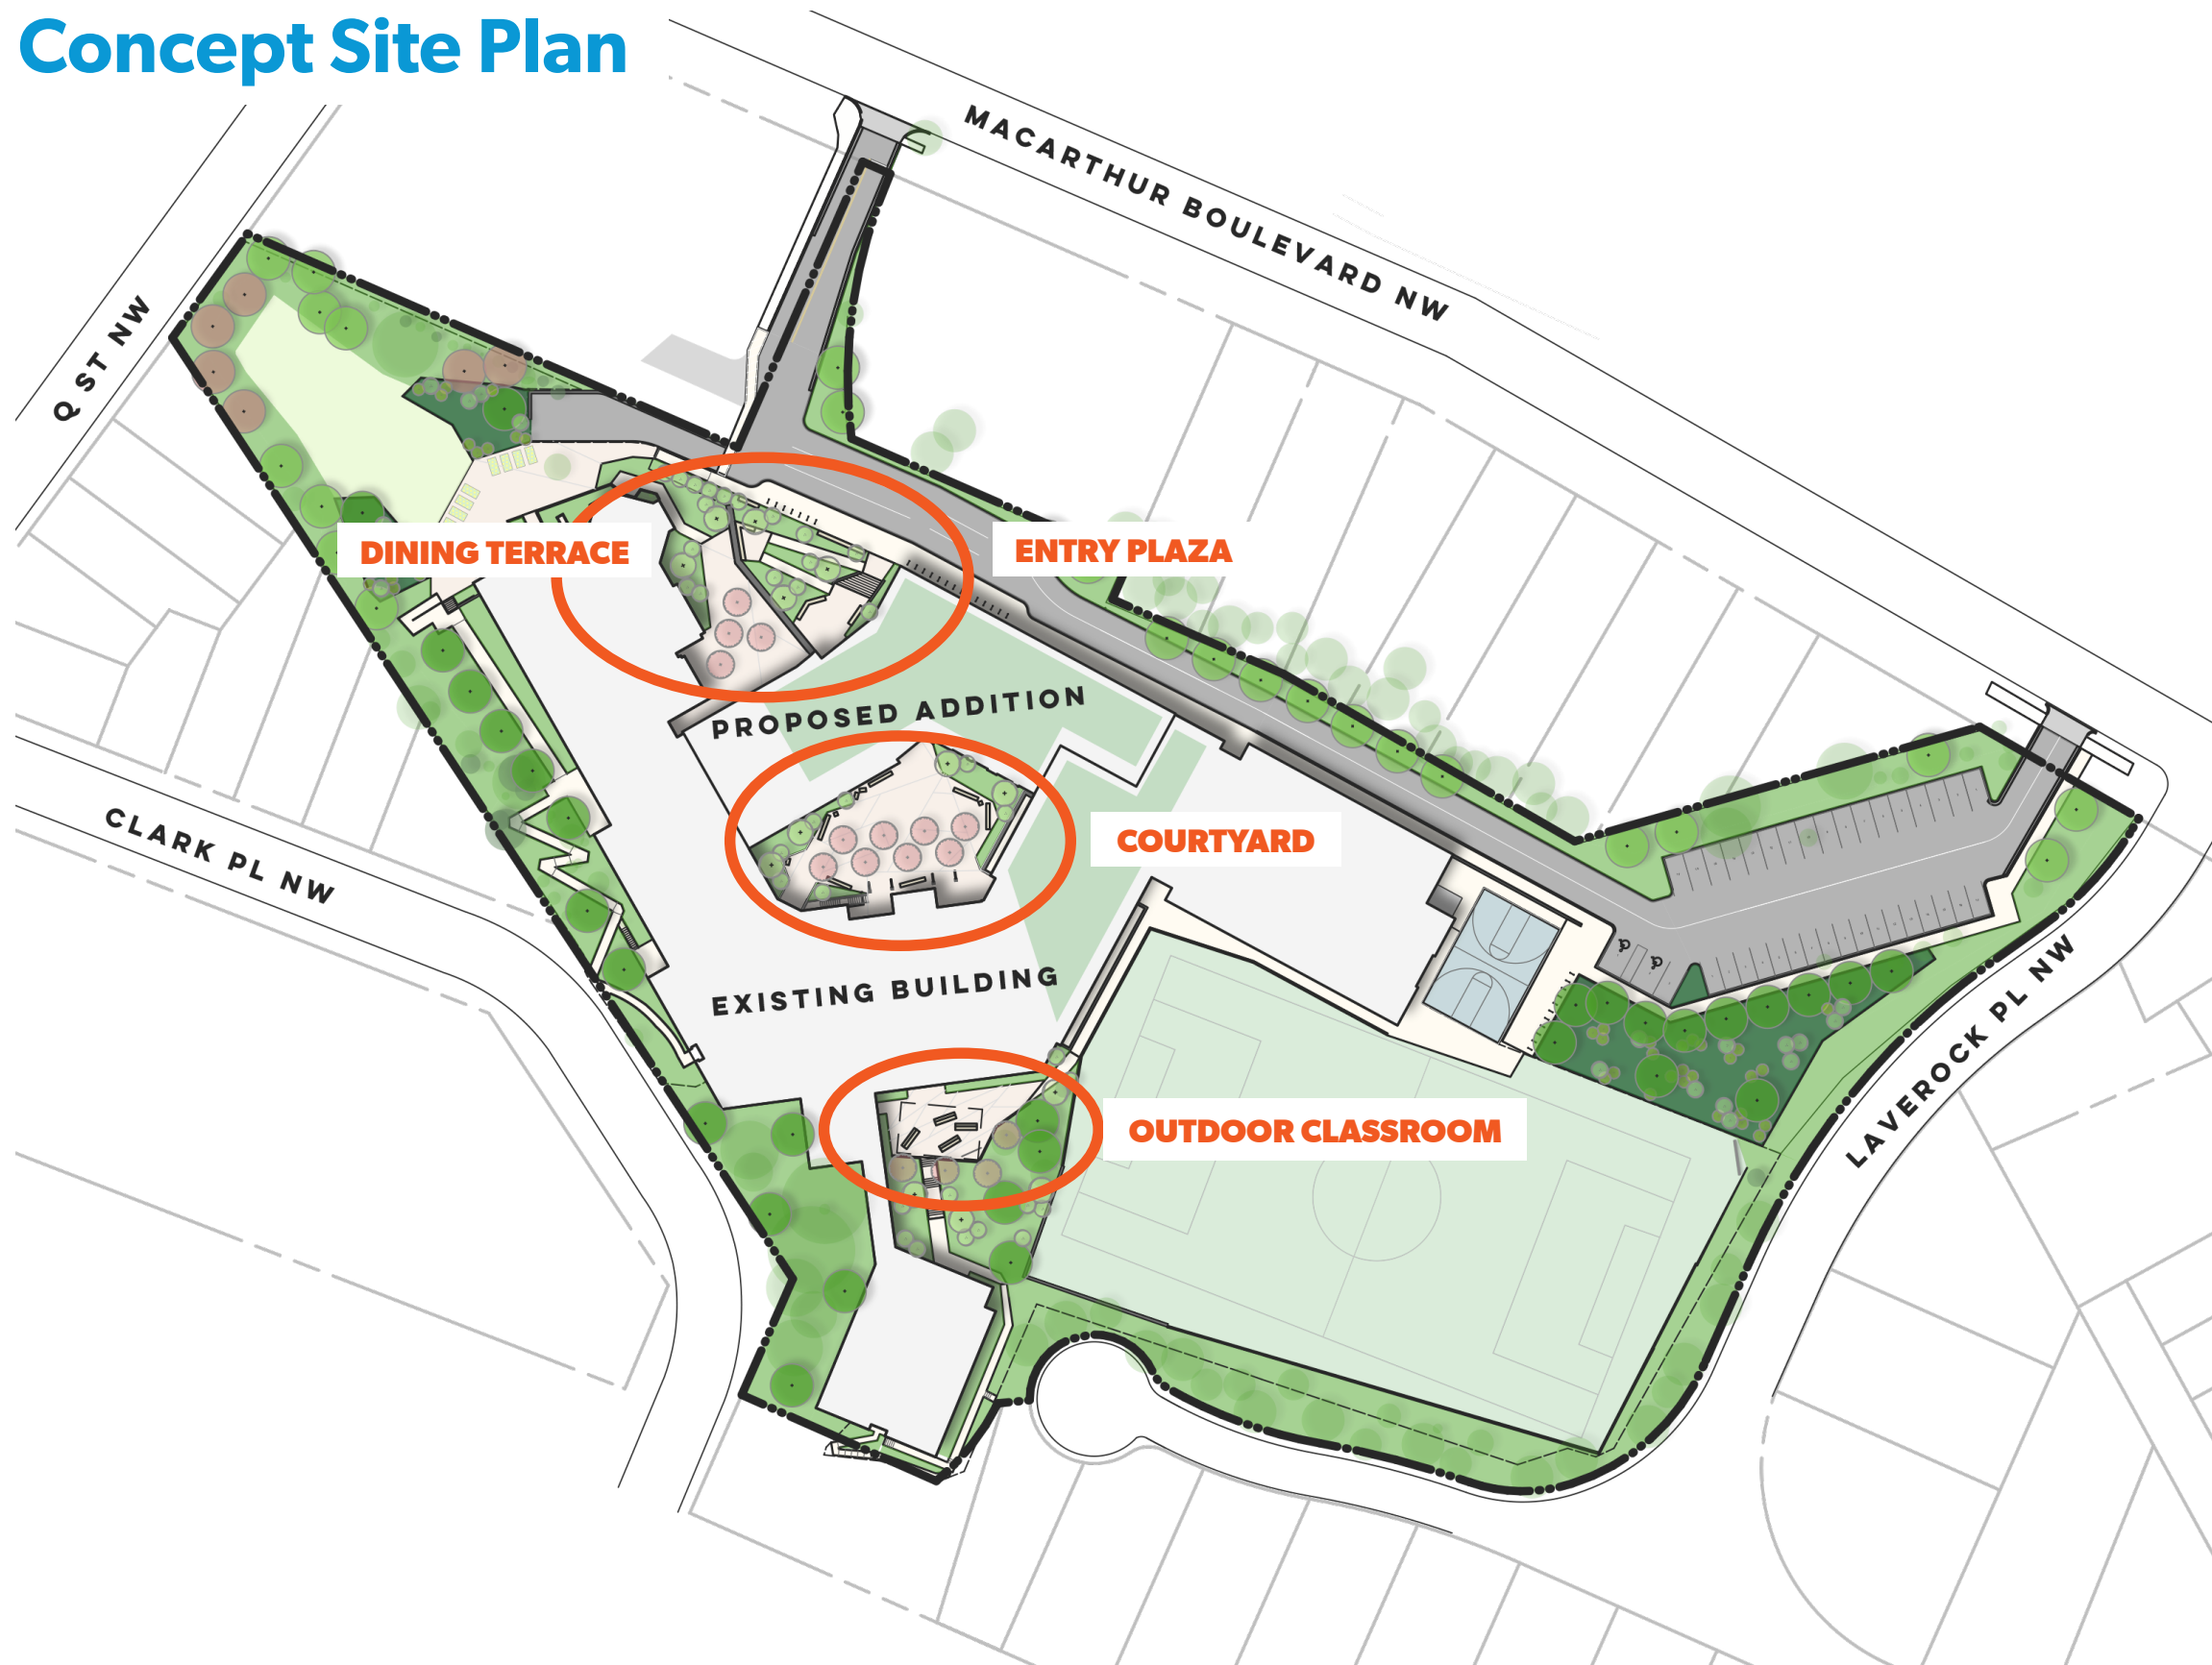 Concept Site Plan
MACARTHUR BOULEVARD NW
Q ST NW
DINING TERRACE
ENTRY PLAZA
PROPOSED ADDITION
COURTYARD
CLARK PL NW
EXISTING BUILDING
LAVEROCK PL NW
OUTDOOR CLASSROOM